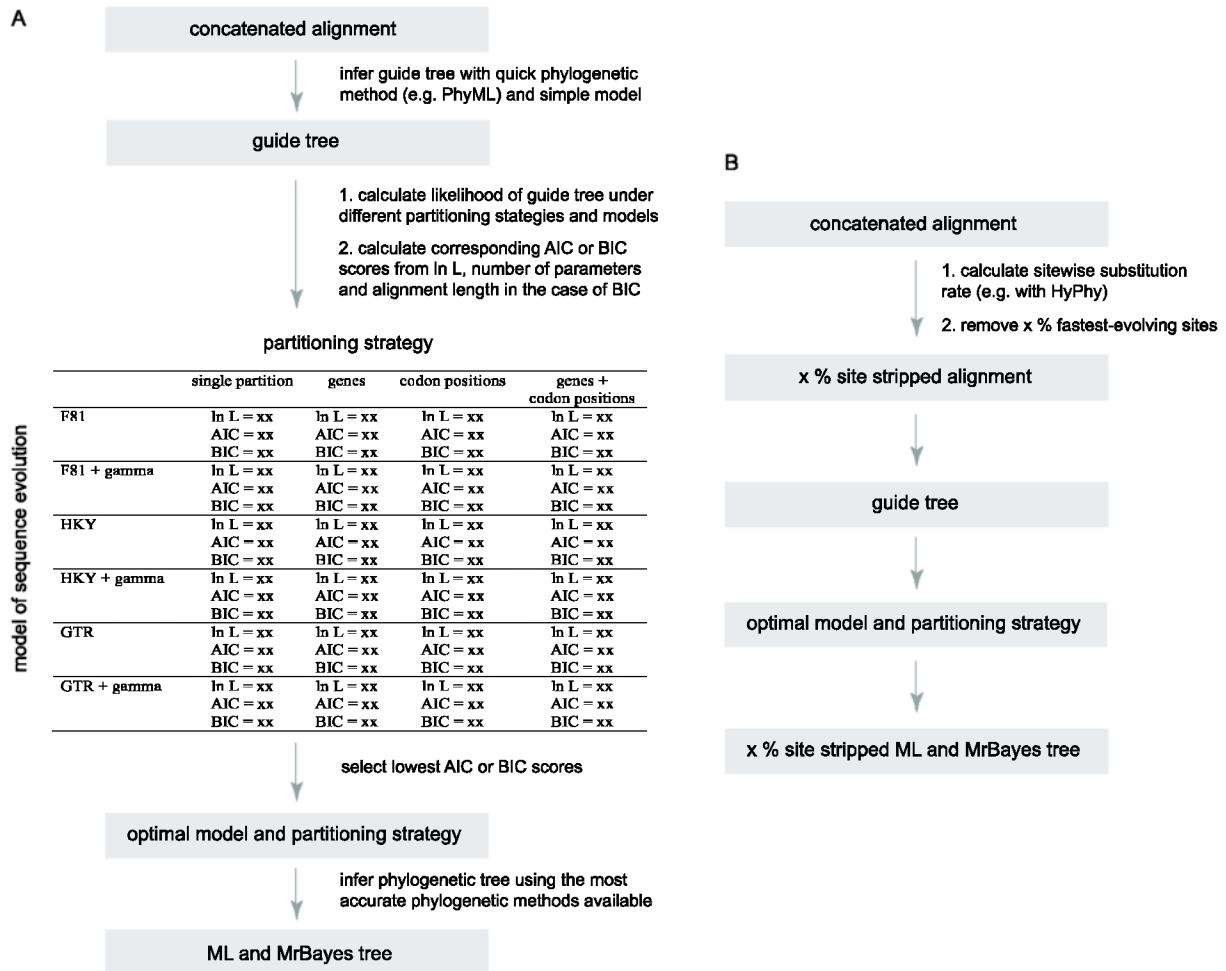 A
concatenated alignment
infer guide tree with quick phylogenetic
method (e.g. PhyML) and simple model
guide tree
1. calculate likelihood of guide tree under
different partitioning stategies and models
2. calculate corresponding AIC or BIC
scores from ln L, number of parameters
and alignment length in the case of BIC
partitioning strategy
single partition genes codon positions genes +
codon positions
model of sequence evolution
F81 ln L = xx ln L = xx ln L = xx ln L = xx
AIC = xx AIC = xx AIC = xx AIC = xx
BIC = xx BIC = xx BIC = xx BIC = xx
F81 + gamma ln L = xx ln L = xx ln L = xx ln L = xx
AIC = xx AIC = xx AIC = xx AIC = xx
BIC = xx BIC = xx BIC = xx BIC = xx
HKY ln L = xx ln L = xx ln L = xx ln L = xx
AIC = xx AIC = xx AIC = xx AIC = xx
BIC = xx BIC = xx BIC = xx BIC = xx
HKY + gamma ln L = xx ln L = xx ln L = xx ln L = xx
AIC = xx AIC = xx AIC = xx AIC = xx
BIC = xx BIC = xx BIC = xx BIC = xx
GTR ln L = xx ln L = xx ln L = xx ln L = xx
AIC = xx AIC = xx AIC = xx AIC = xx
BIC = xx BIC = xx BIC = xx BIC = xx
GTR + gamma ln L = xx ln L = xx ln L = xx ln L = xx
AIC = xx AIC = xx AIC = xx AIC = xx
BIC = xx BIC = xx BIC = xx BIC = xx
select lowest AIC or BIC scores
optimal model and partitioning strategy
infer phylogenetic tree using the most
accurate phylogenetic methods available
ML and MrBayes tree
B
concatenated alignment
1. calculate sitewise substitution
rate (e.g. with HyPhy)
2. remove x % fastest-evolving sites
x % site stripped alignment
guide tree
optimal model and partitioning strategy
x % site stripped ML and MrBayes tree